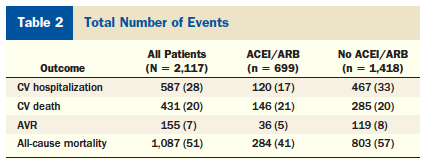 Table 2 Total Number of Events
All Patients ACEI/ARB No ACEI/ARB
Outcome (N = 2,117) (n = 699) (n = 1,418)
CV hospitalization 587 (28) 120 (17) 467 (33)
CV death 431 (20) 146 (21) 285 (20)
AVR 155 (7) 36 (5) 119 (8)
All-cause mortality 1,087 (51) 284 (41) 803 (57)